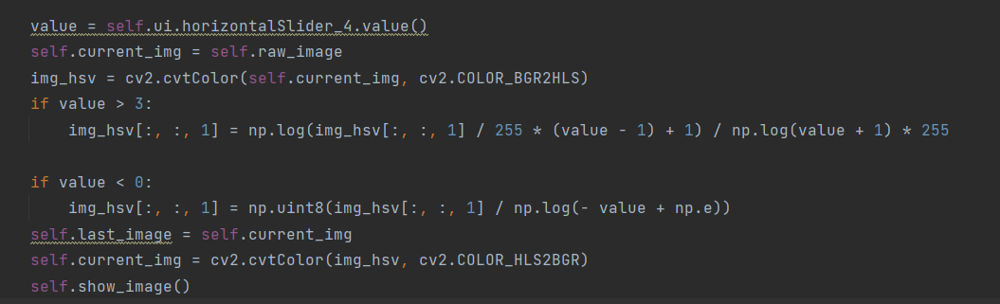 value = self.ui.horizontalSlider_4.value()
self.current_img = self.raw_image
img_hsv = cv2.cvtColor(self.current_img, cv2.COLOR_BGR2HLS)
if value > 3:
    img_hsv[:, :, 1] = np.log(img_hsv[:, :, 1] / 255 * (value - 1) + 1) / np.log(value + 1) * 255
if value < 0:
    img_hsv[:, :, 1] = np.uint8(img_hsv[:, :, 1] / np.log(- value + np.e))
self.last_image = self.current_img
self.current_img = cv2.cvtColor(img_hsv, cv2.COLOR_HLS2BGR)
self.show_image()